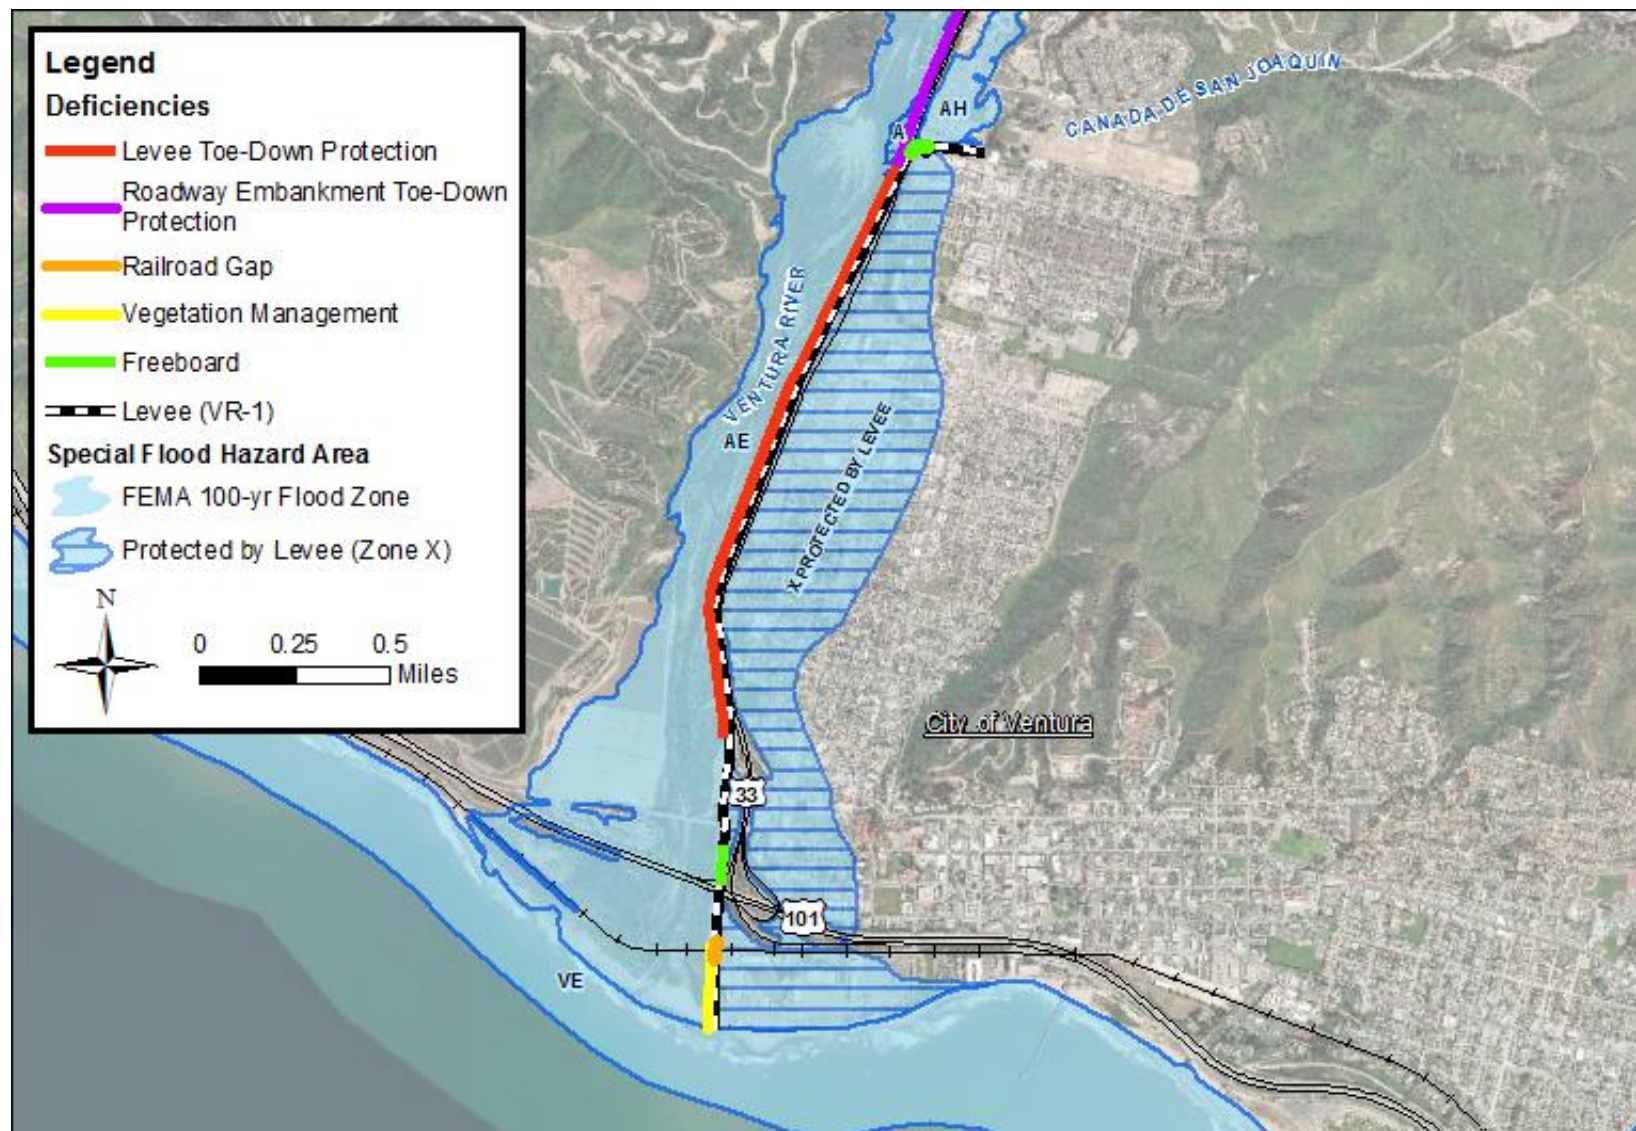 Legend
Deficiencies
Levee Toe-Down Protection
Roadway Embankment Toe-Down
Protection
Railroad Gap
Vegetation Management
Freeboard
Levee (VR-1)
Special Flood Hazard Area
FEMA 100-yr Flood Zone
Protected by Levee (Zone X)
N
0 0.25 0.5
Miles
CANADA DE SAN JOAQUIN
AH
A
VENTURA RIVER
AE
X PROTECTED BY LEVEE
City of Ventura
33
101
VE